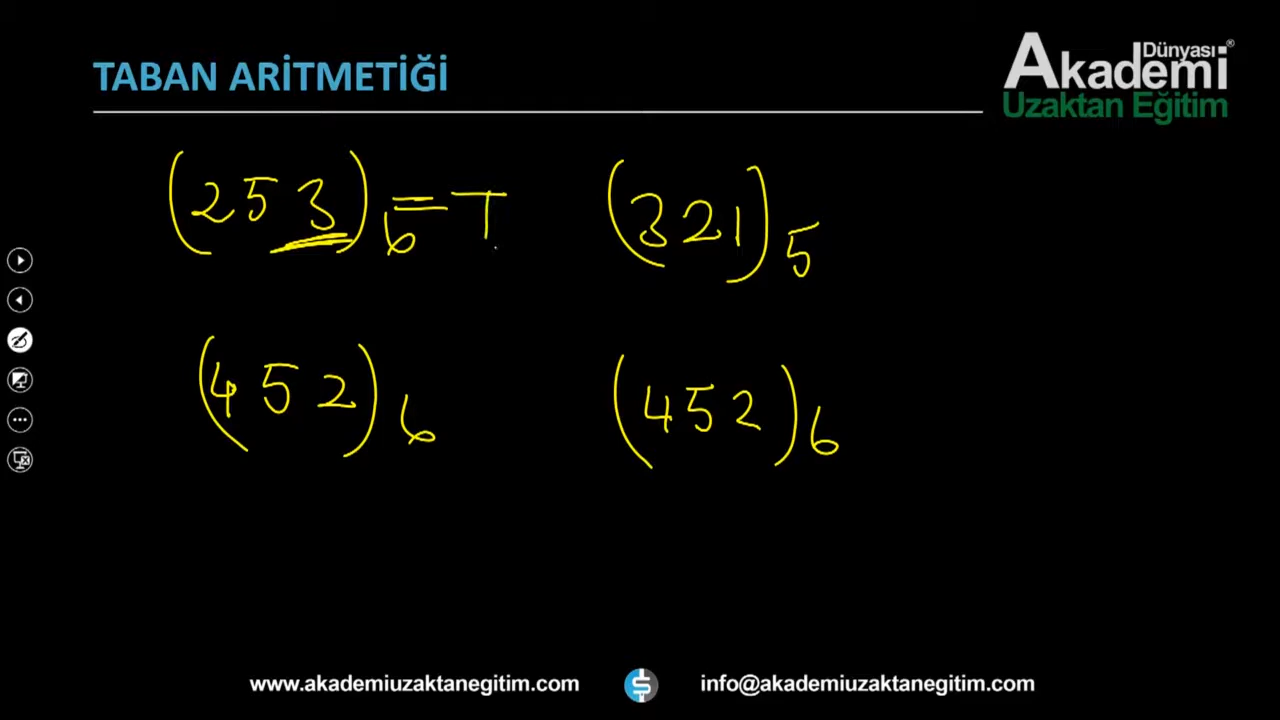 TABAN ARİTMETİĞİ
Akademi Dünyası®
Uzaktan Eğitim
(253)6 = T
(321)5
(452)6
(452)6
www.akademiuzaktanegitim.com
info@akademiuzaktanegitim.com